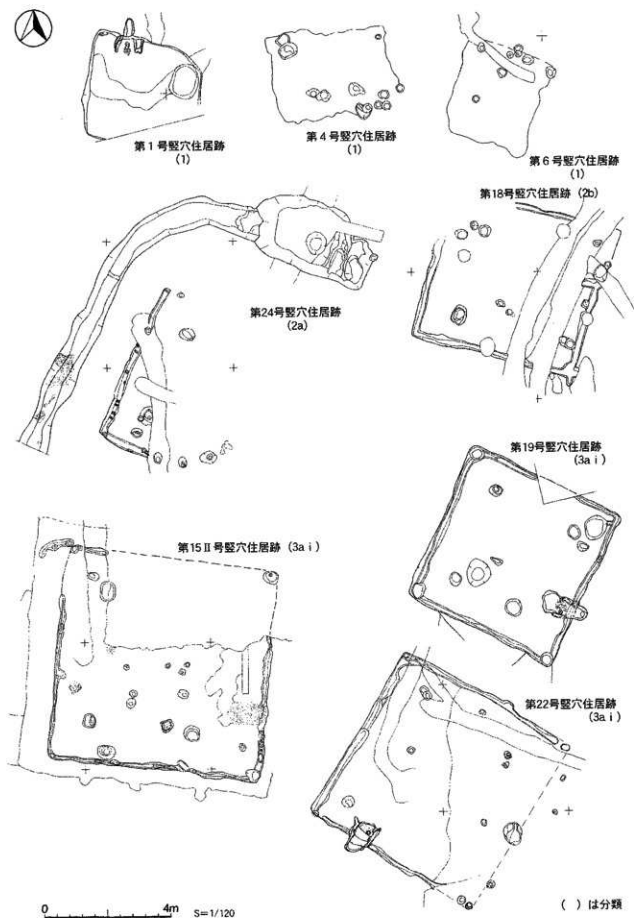 第1号竪穴住居跡
(1)
第4号竪穴住居跡
(1)
第6号竪穴住居跡
(1)
第18号竪穴住居跡 (2b)
第24号竪穴住居跡
(2a)
第19号竪穴住居跡
(3aⅰ)
第15Ⅱ号竪穴住居跡 (3aⅰ)
第22号竪穴住居跡
(3aⅰ)
0 4m S=1/120
( ) は分類